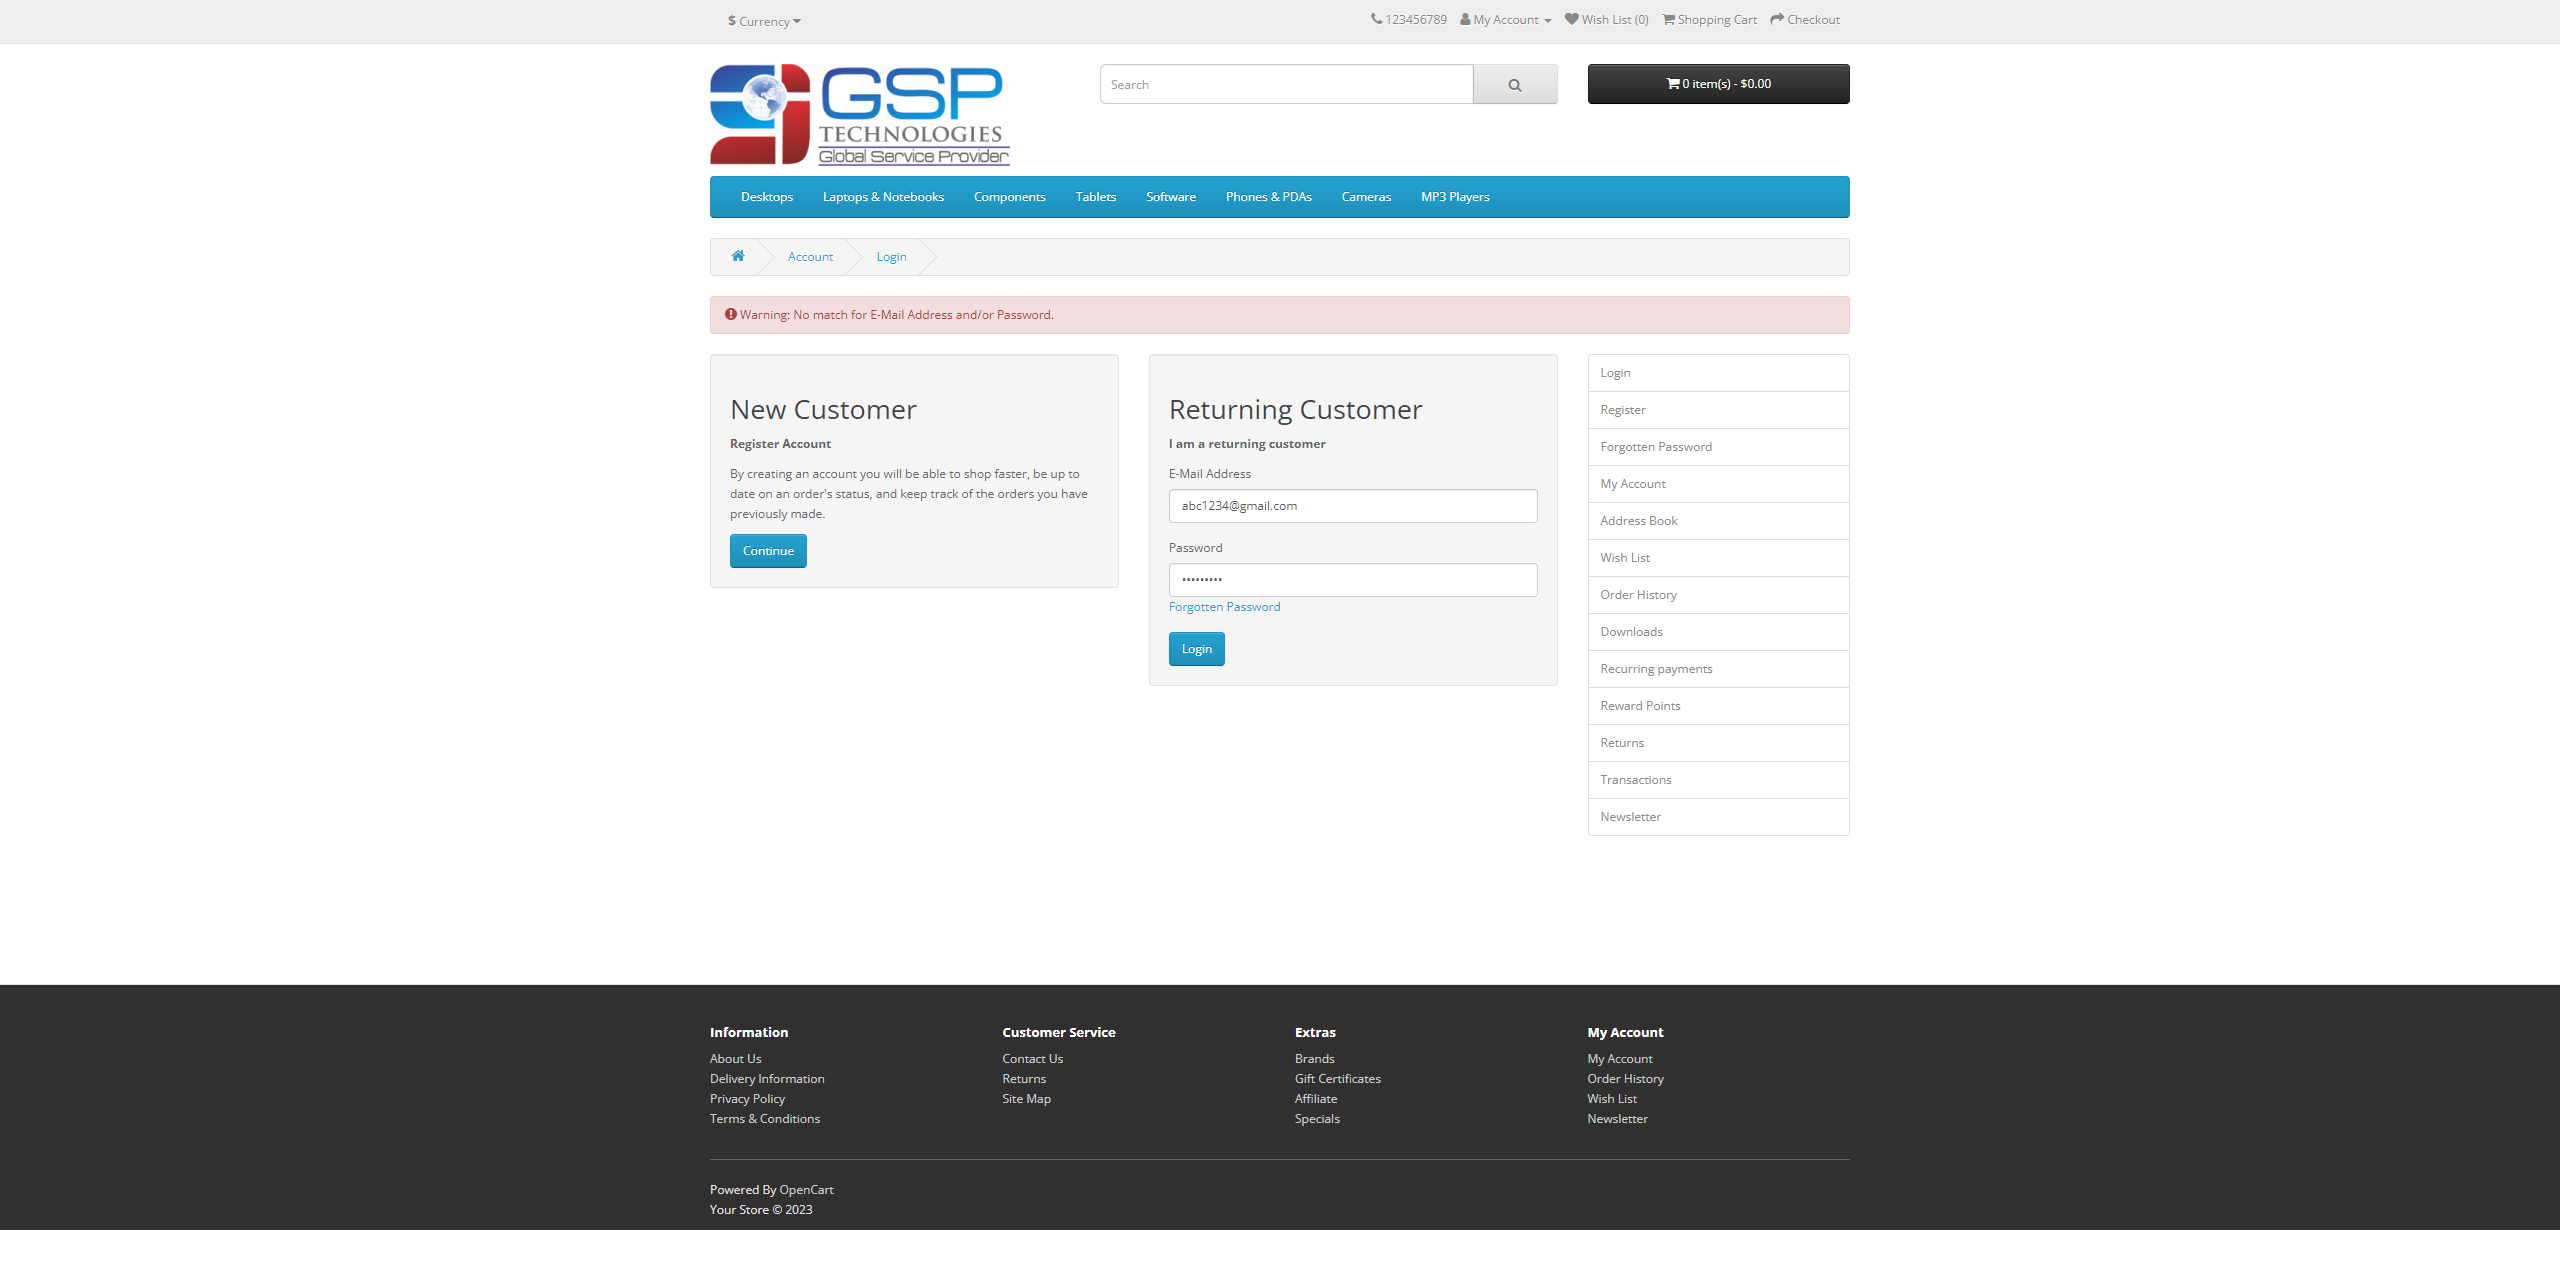 $ Currency
123456789 My Account Wish List (0) Shopping Cart Checkout
GSP
TECHNOLOGIES
Global Service Provider
Search
0 item(s) - $0.00
Desktops Laptops & Notebooks Components Tablets Software Phones & PDAs Cameras MP3 Players
Account Login
Warning: No match for E-Mail Address and/or Password.
New Customer
Register Account
By creating an account you will be able to shop faster, be up to
date on an order's status, and keep track of the orders you have
previously made.
Continue
Returning Customer
I am a returning customer
E-Mail Address
abc1234@gmail.com
Password
•••••••••
Forgotten Password
Login
Login
Register
Forgotten Password
My Account
Address Book
Wish List
Order History
Downloads
Recurring payments
Reward Points
Returns
Transactions
Newsletter
Information
About Us
Delivery Information
Privacy Policy
Terms & Conditions
Customer Service
Contact Us
Returns
Site Map
Extras
Brands
Gift Certificates
Affiliate
Specials
My Account
My Account
Order History
Wish List
Newsletter
Powered By OpenCart
Your Store © 2023